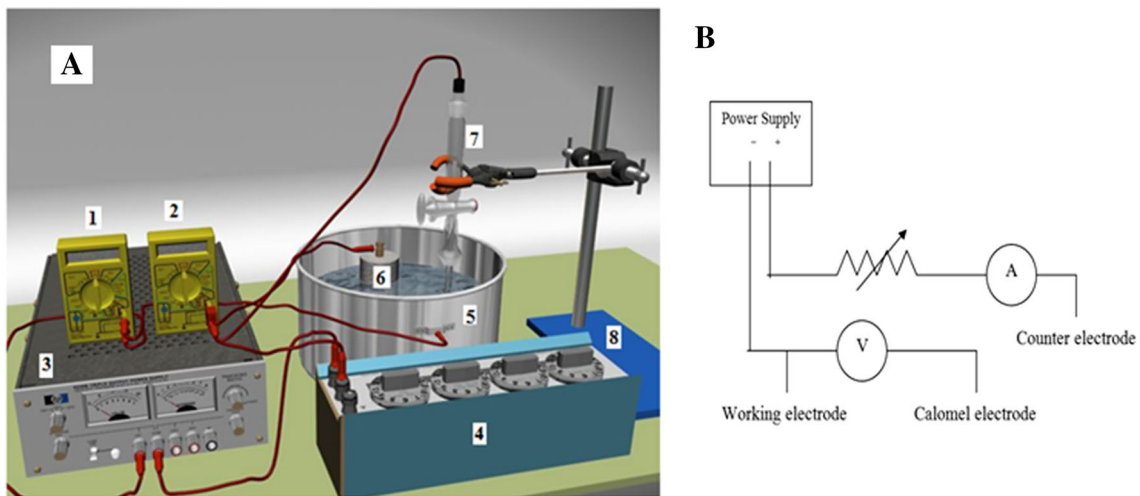 A
1
2
3
4
5
6
7
8
B
Power Supply
- +
A
Counter electrode
V
Working electrode
Calomel electrode